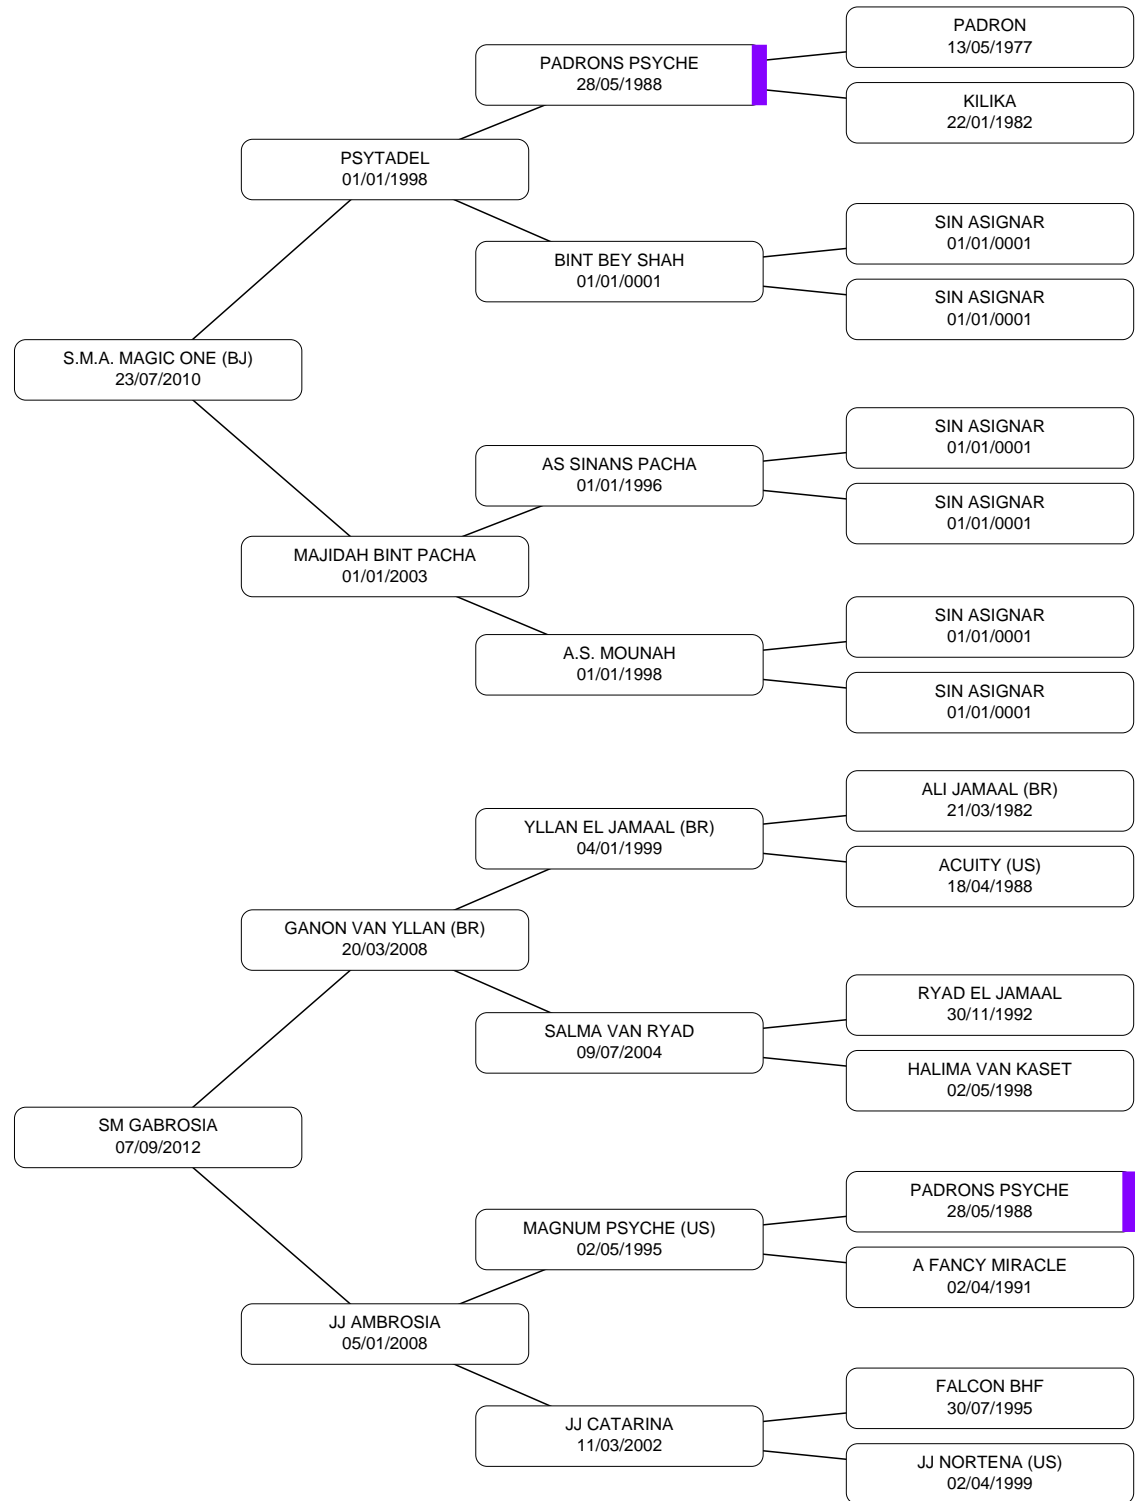 PADRON
13/05/1977
PADRONS PSYCHE
28/05/1988
KILIKA
22/01/1982
PSYTADEL
01/01/1998
SIN ASIGNAR
01/01/0001
BINT BEY SHAH
01/01/0001
SIN ASIGNAR
01/01/0001
S.M.A. MAGIC ONE (BJ)
23/07/2010
SIN ASIGNAR
01/01/0001
AS SINANS PACHA
01/01/1996
SIN ASIGNAR
01/01/0001
MAJIDAH BINT PACHA
01/01/2003
SIN ASIGNAR
01/01/0001
A.S. MOUNAH
01/01/1998
SIN ASIGNAR
01/01/0001
ALI JAMAAL (BR)
21/03/1982
YLLAN EL JAMAAL (BR)
04/01/1999
ACUITY (US)
18/04/1988
GANON VAN YLLAN (BR)
20/03/2008
RYAD EL JAMAAL
30/11/1992
SALMA VAN RYAD
09/07/2004
HALIMA VAN KASET
02/05/1998
SM GABROSIA
07/09/2012
PADRONS PSYCHE
28/05/1988
MAGNUM PSYCHE (US)
02/05/1995
A FANCY MIRACLE
02/04/1991
JJ AMBROSIA
05/01/2008
FALCON BHF
30/07/1995
JJ CATARINA
11/03/2002
JJ NORTENA (US)
02/04/1999